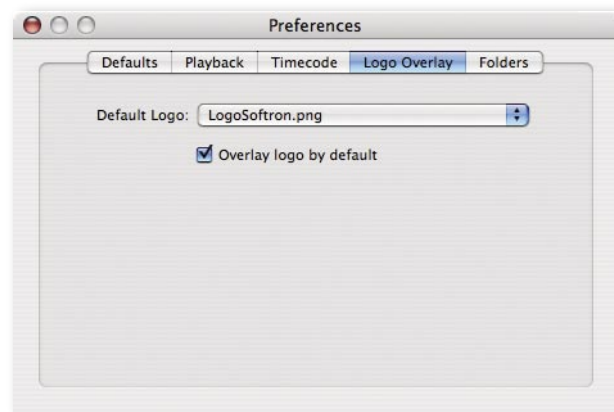 Preferences
Defaults Playback Timecode Logo Overlay Folders
Default Logo: LogoSoftron.png
Overlay logo by default